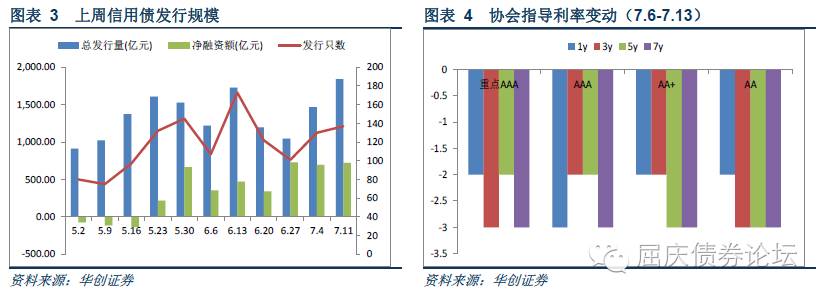 图表 3 上周信用债发行规模
总发行量(亿元) 净融资额(亿元) 发行只数
2,000.00 200
180
1,500.00 160
140
1,000.00 120
100
500.00 80
60
0.00 40
5.2 5.9 5.16 5.23 5.30 6.6 6.13 6.20 6.27 7.4 7.11
20
-500.00 0
资料来源：华创证券
图表 4 协会指导利率变动（7.6-7.13）
1y 3y 5y 7y
0
重点AAA AAA AA+ AA
-0.5
-1
-1.5
-2
-2.5
-3
-3.5
资料来源：华创证券
屈庆债券论坛